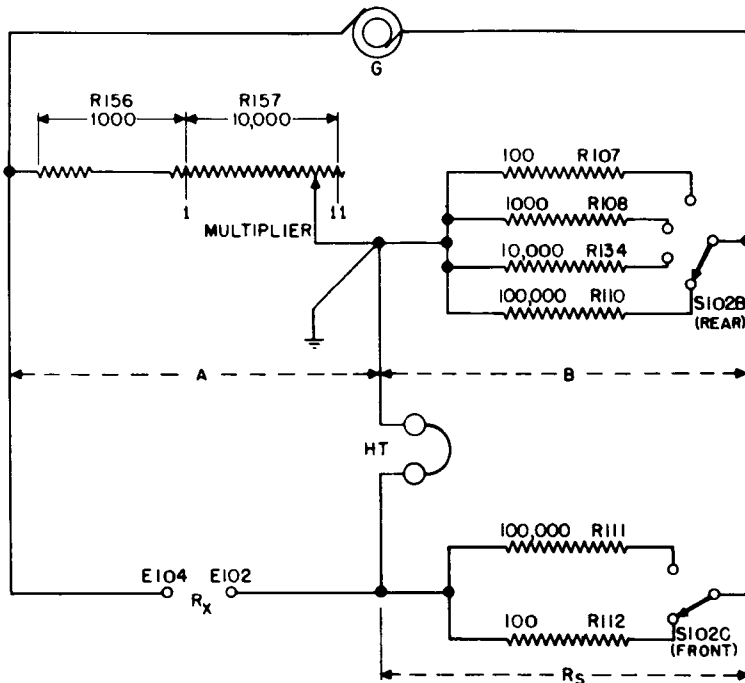 G
R156
1000
R157
10,000
1
11
MULTIPLIER
100 R107
1000 R108
10,000 R134
100,000 R110
S102B
(REAR)
A
B
HT
100,000 R111
E104 E102
RX
100 R112
S102C
(FRONT)
RS